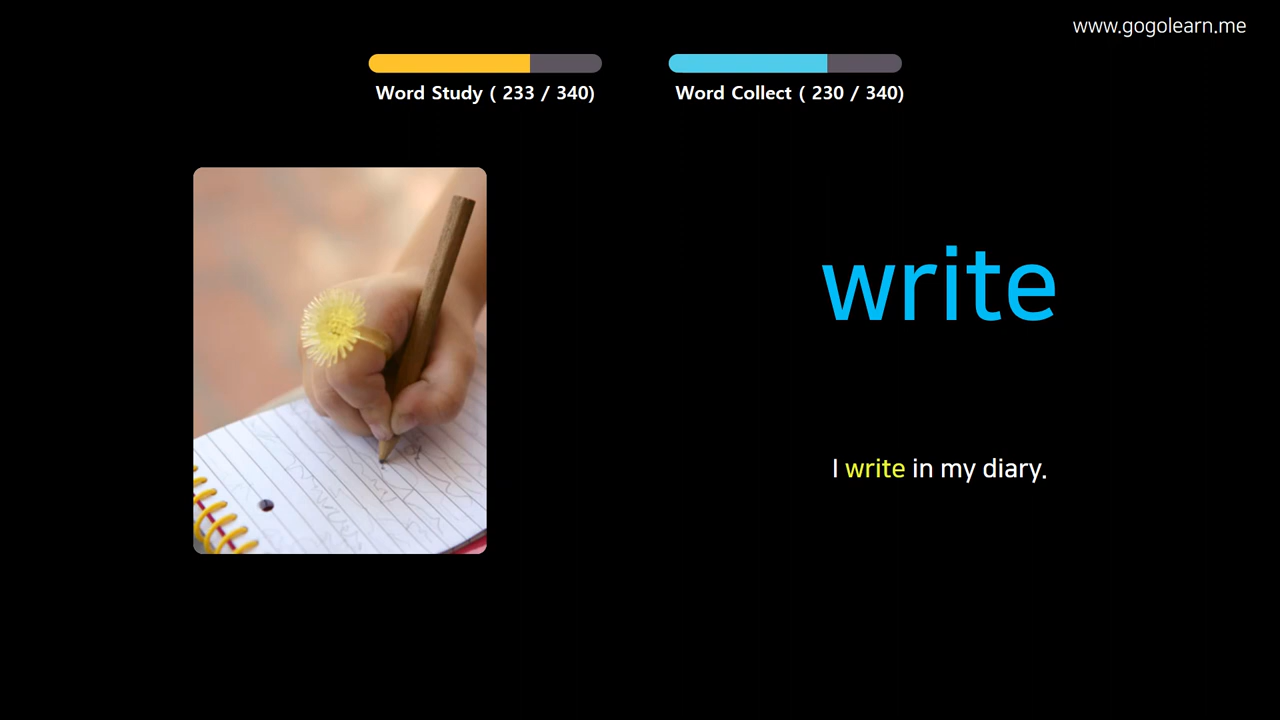 www.gogolearn.me
Word Study ( 233 / 340)
Word Collect ( 230 / 340)
write
I write in my diary.